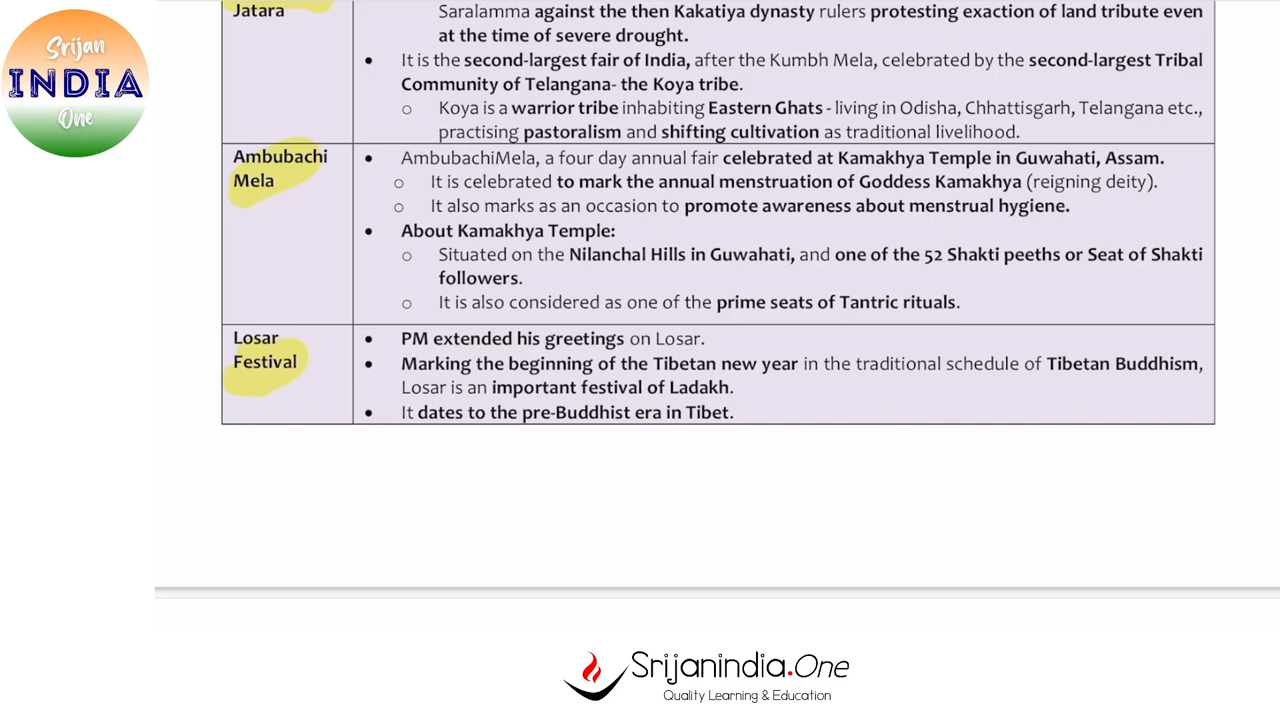 Srijan
INDIA
One
Jatara
Saralamma against the then Kakatiya dynasty rulers protesting exaction of land tribute even
at the time of severe drought.
• It is the second-largest fair of India, after the Kumbh Mela, celebrated by the second-largest Tribal
Community of Telangana- the Koya tribe.
o Koya is a warrior tribe inhabiting Eastern Ghats - living in Odisha, Chhattisgarh, Telangana etc.,
practising pastoralism and shifting cultivation as traditional livelihood.
Ambubachi
Mela
• AmbubachiMela, a four day annual fair celebrated at Kamakhya Temple in Guwahati, Assam.
o It is celebrated to mark the annual menstruation of Goddess Kamakhya (reigning deity).
o It also marks as an occasion to promote awareness about menstrual hygiene.
• About Kamakhya Temple:
o Situated on the Nilanchal Hills in Guwahati, and one of the 52 Shakti peeths or Seat of Shakti
followers.
o It is also considered as one of the prime seats of Tantric rituals.
Losar
Festival
• PM extended his greetings on Losar.
• Marking the beginning of the Tibetan new year in the traditional schedule of Tibetan Buddhism,
Losar is an important festival of Ladakh.
• It dates to the pre-Buddhist era in Tibet.
Srijanindia.One
Quality Learning & Education